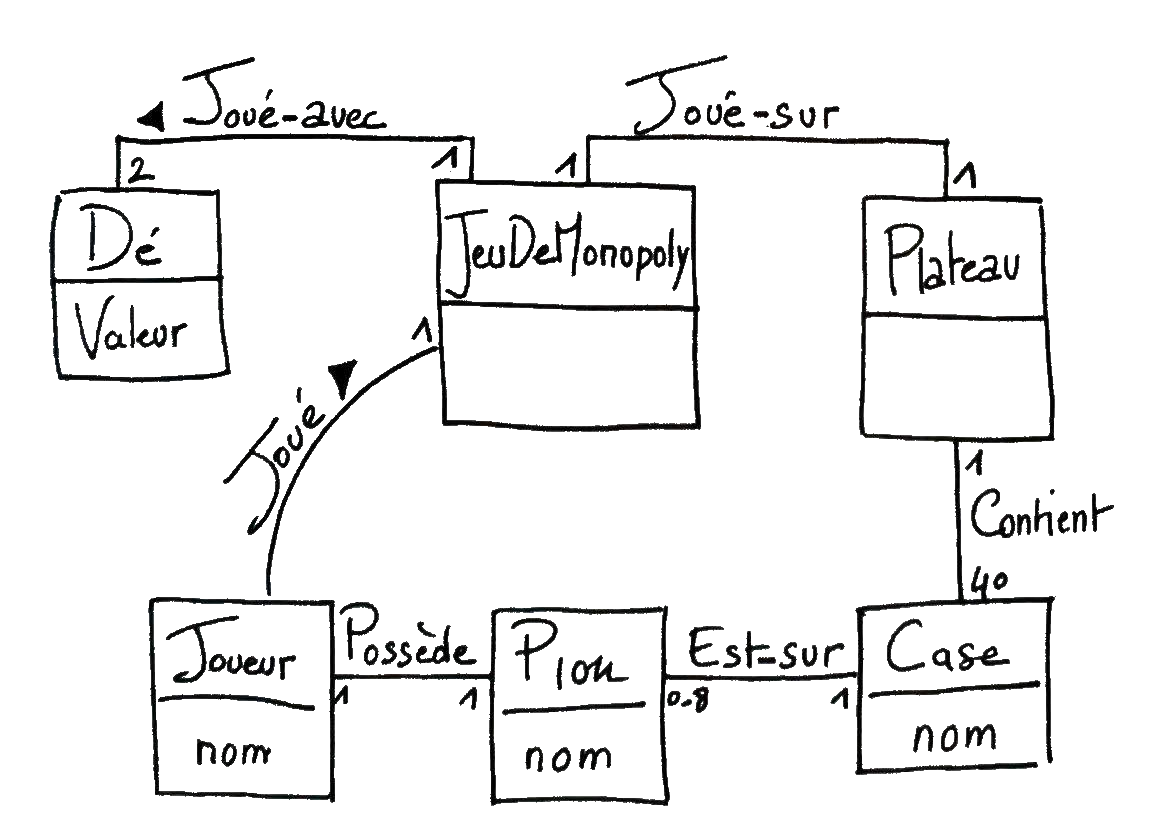 Joué-avec
Joué-sur
2
1
1
1
Dé
Valeur
JeuDeMonopoly
Plateau
1
Joué
1
Contient
40
Joueur
nom
Possède
1
1
Pion
nom
Est-sur
0..8
1
Case
nom